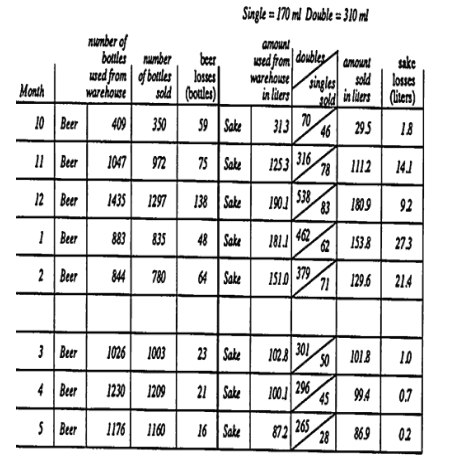 Single = 170 ml Double = 310 ml
Month number of bottles used from warehouse number of bottles sold beer losses (bottles) amount used from warehouse in liters doubles singles sold amount sold in liters sake losses (liters)
10 Beer 409 350 59 Sake 31.3 70 46 29.5 1.8
11 Beer 1047 972 75 Sake 125.3 316 78 111.2 14.1
12 Beer 1435 1297 138 Sake 190.1 538 83 180.9 9.2
1 Beer 883 835 48 Sake 181.1 462 62 153.8 27.3
2 Beer 844 780 64 Sake 151.0 379 71 129.6 21.4
3 Beer 1026 1003 23 Sake 102.8 301 50 101.8 1.0
4 Beer 1230 1209 21 Sake 100.1 296 45 99.4 0.7
5 Beer 1176 1160 16 Sake 87.2 265 28 86.9 0.2